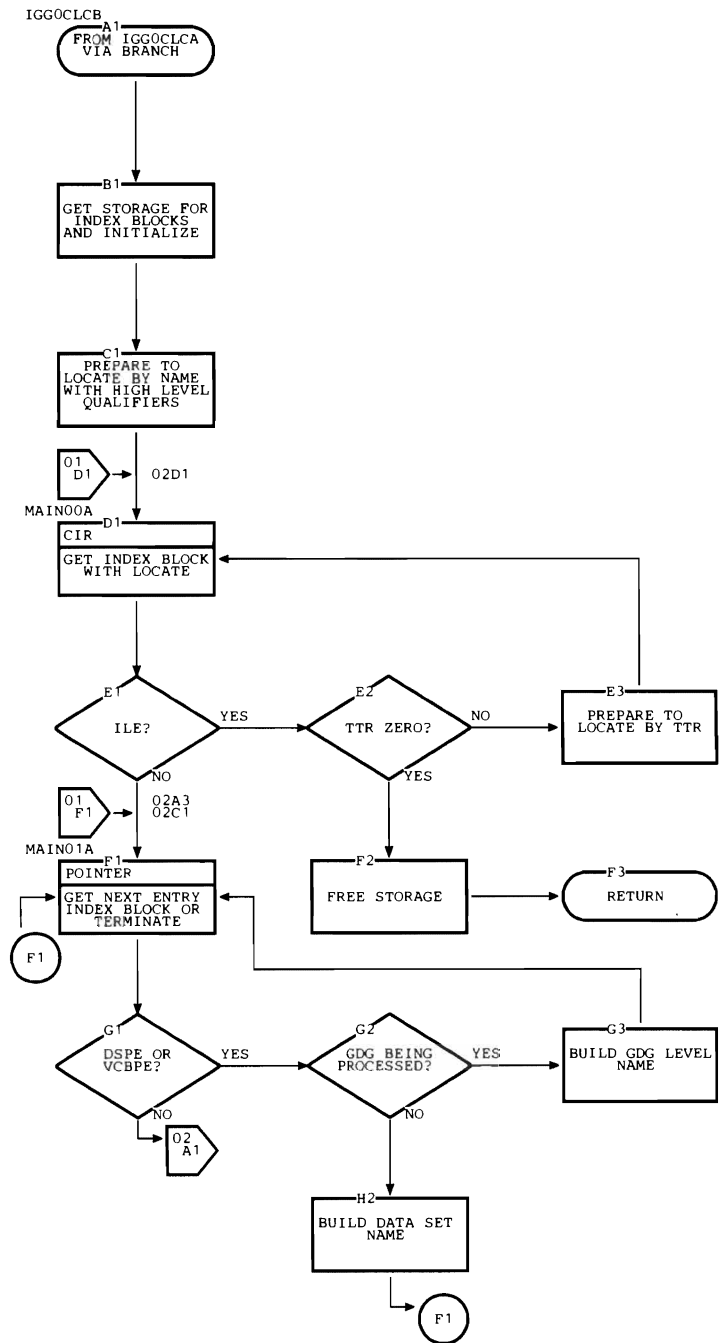 IGG0CLCB
A1
FROM IGG0CLCA
VIA BRANCH
B1
GET STORAGE FOR
INDEX BLOCKS
AND INITIALIZE
C1
PREPARE TO
LOCATE BY NAME
WITH HIGH LEVEL
QUALIFIERS
01
D1
02D1
MAIN00A
D1
CIR
GET INDEX BLOCK
WITH LOCATE
E1
ILE?
YES
NO
E2
TTR ZERO?
NO
YES
E3
PREPARE TO
LOCATE BY TTR
01
F1
02A3
02C1
MAIN01A
F1
POINTER
GET NEXT ENTRY
INDEX BLOCK OR
TERMINATE
F1
F2
FREE STORAGE
F3
RETURN
G1
DSPE OR
VCBPE?
YES
NO
G2
GDG BEING
PROCESSED?
YES
NO
G3
BUILD GDG LEVEL
NAME
02
A1
H2
BUILD DATA SET
NAME
F1